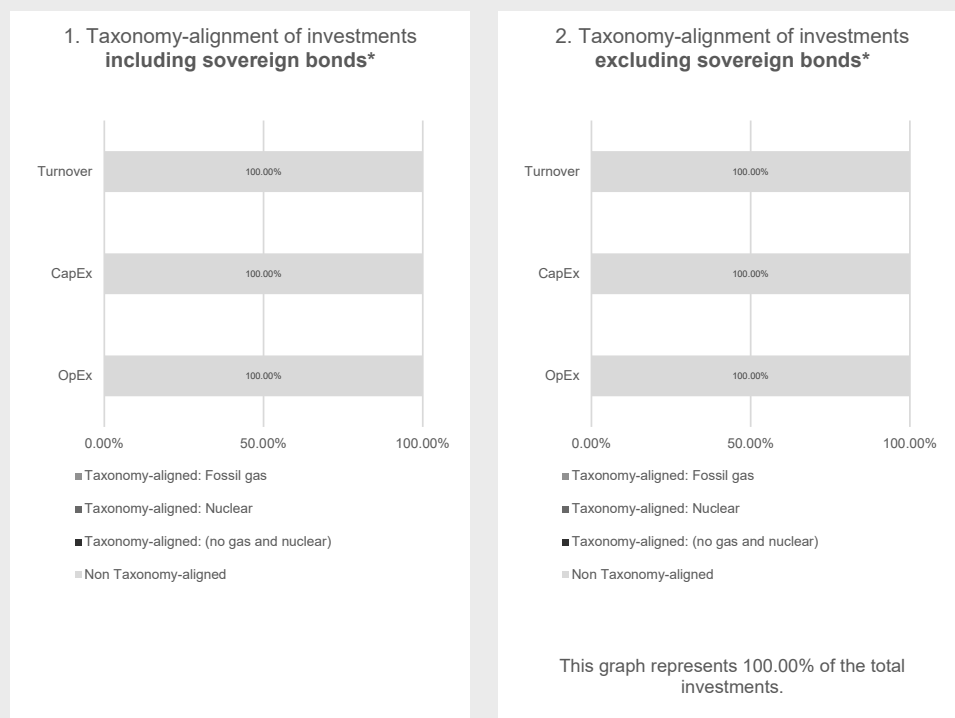 1. Taxonomy-alignment of investments
including sovereign bonds*
Turnover
100.00%
CapEx
100.00%
OpEx
100.00%
0.00%
50.00%
100.00%
Taxonomy-aligned: Fossil gas
Taxonomy-aligned: Nuclear
Taxonomy-aligned: (no gas and nuclear)
Non Taxonomy-aligned
2. Taxonomy-alignment of investments
excluding sovereign bonds*
Turnover
100.00%
CapEx
100.00%
OpEx
100.00%
0.00%
50.00%
100.00%
Taxonomy-aligned: Fossil gas
Taxonomy-aligned: Nuclear
Taxonomy-aligned: (no gas and nuclear)
Non Taxonomy-aligned
This graph represents 100.00% of the total
investments.